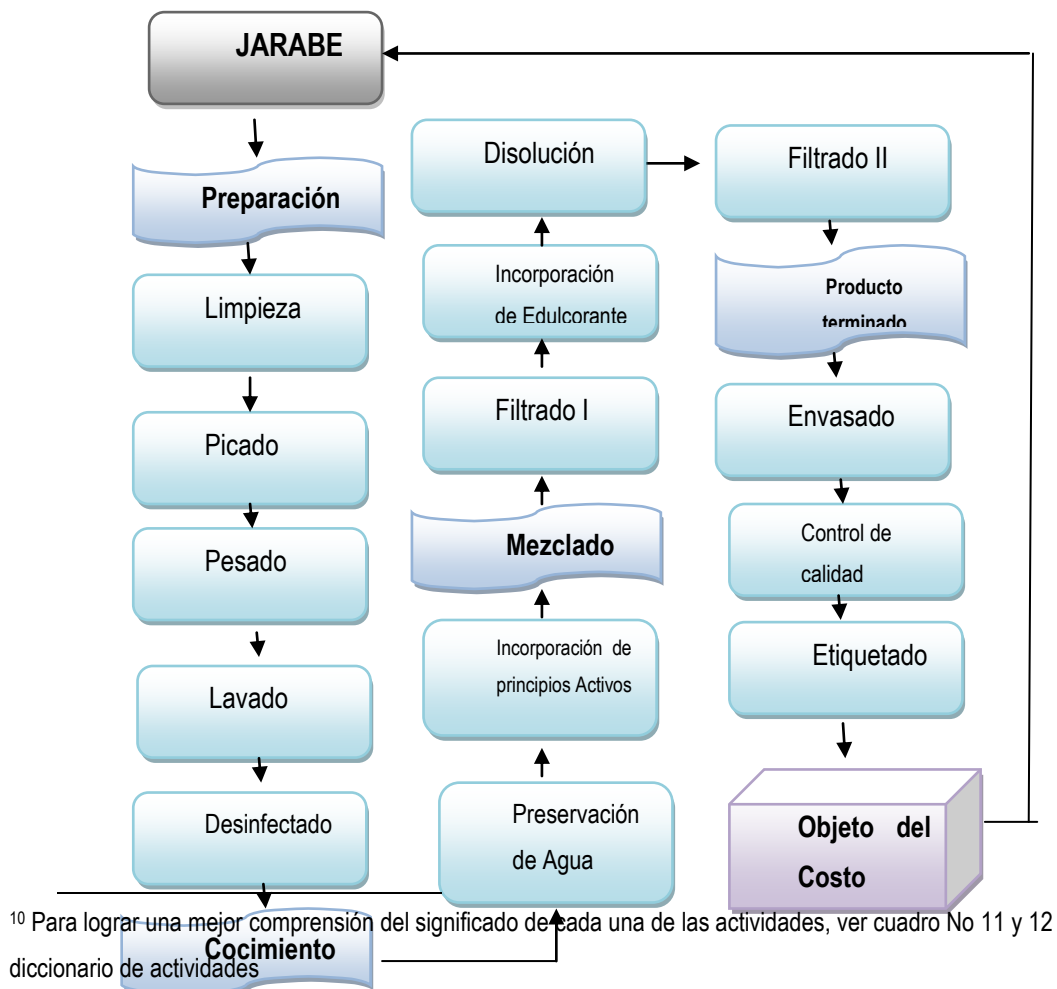 JARABE
Preparación
Limpieza
Picado
Pesado
Lavado
Desinfectado
Cocimiento
Preservación
de Agua
Incorporación de
principios Activos
Mezclado
Filtrado I
Incorporación
de Edulcorante
Disolución
Filtrado II
Producto
terminado
Envasado
Control de
calidad
Etiquetado
Objeto del
Costo
10 Para lograr una mejor comprensión del significado de cada una de las actividades, ver cuadro No 11 y 12
diccionario de actividades